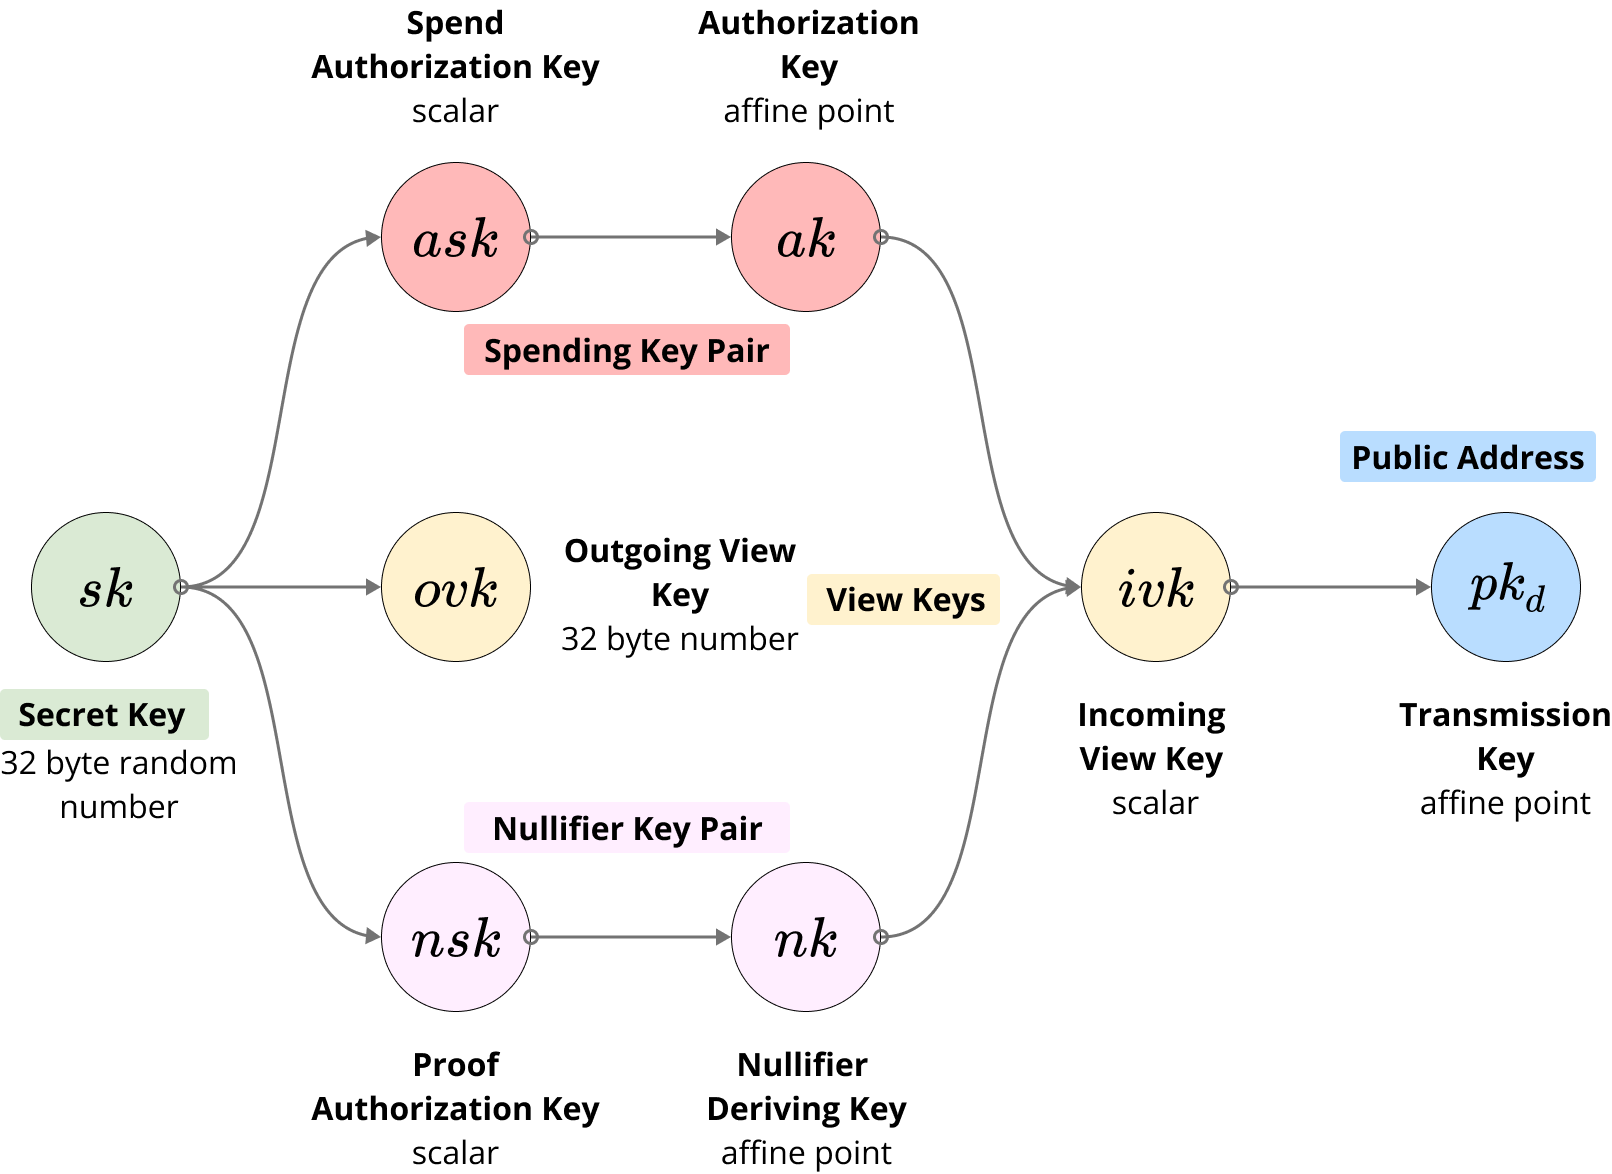 Spend
Authorization Key
scalar
Authorization
Key
affine point
ask
ak
Spending Key Pair
Public Address
sk
ovk
Outgoing View
Key
32 byte number
View Keys
ivk
pk_d
Secret Key
32 byte random
number
Incoming
View Key
scalar
Transmission
Key
affine point
Nullifier Key Pair
nsk
nk
Proof
Authorization Key
scalar
Nullifier
Deriving Key
affine point